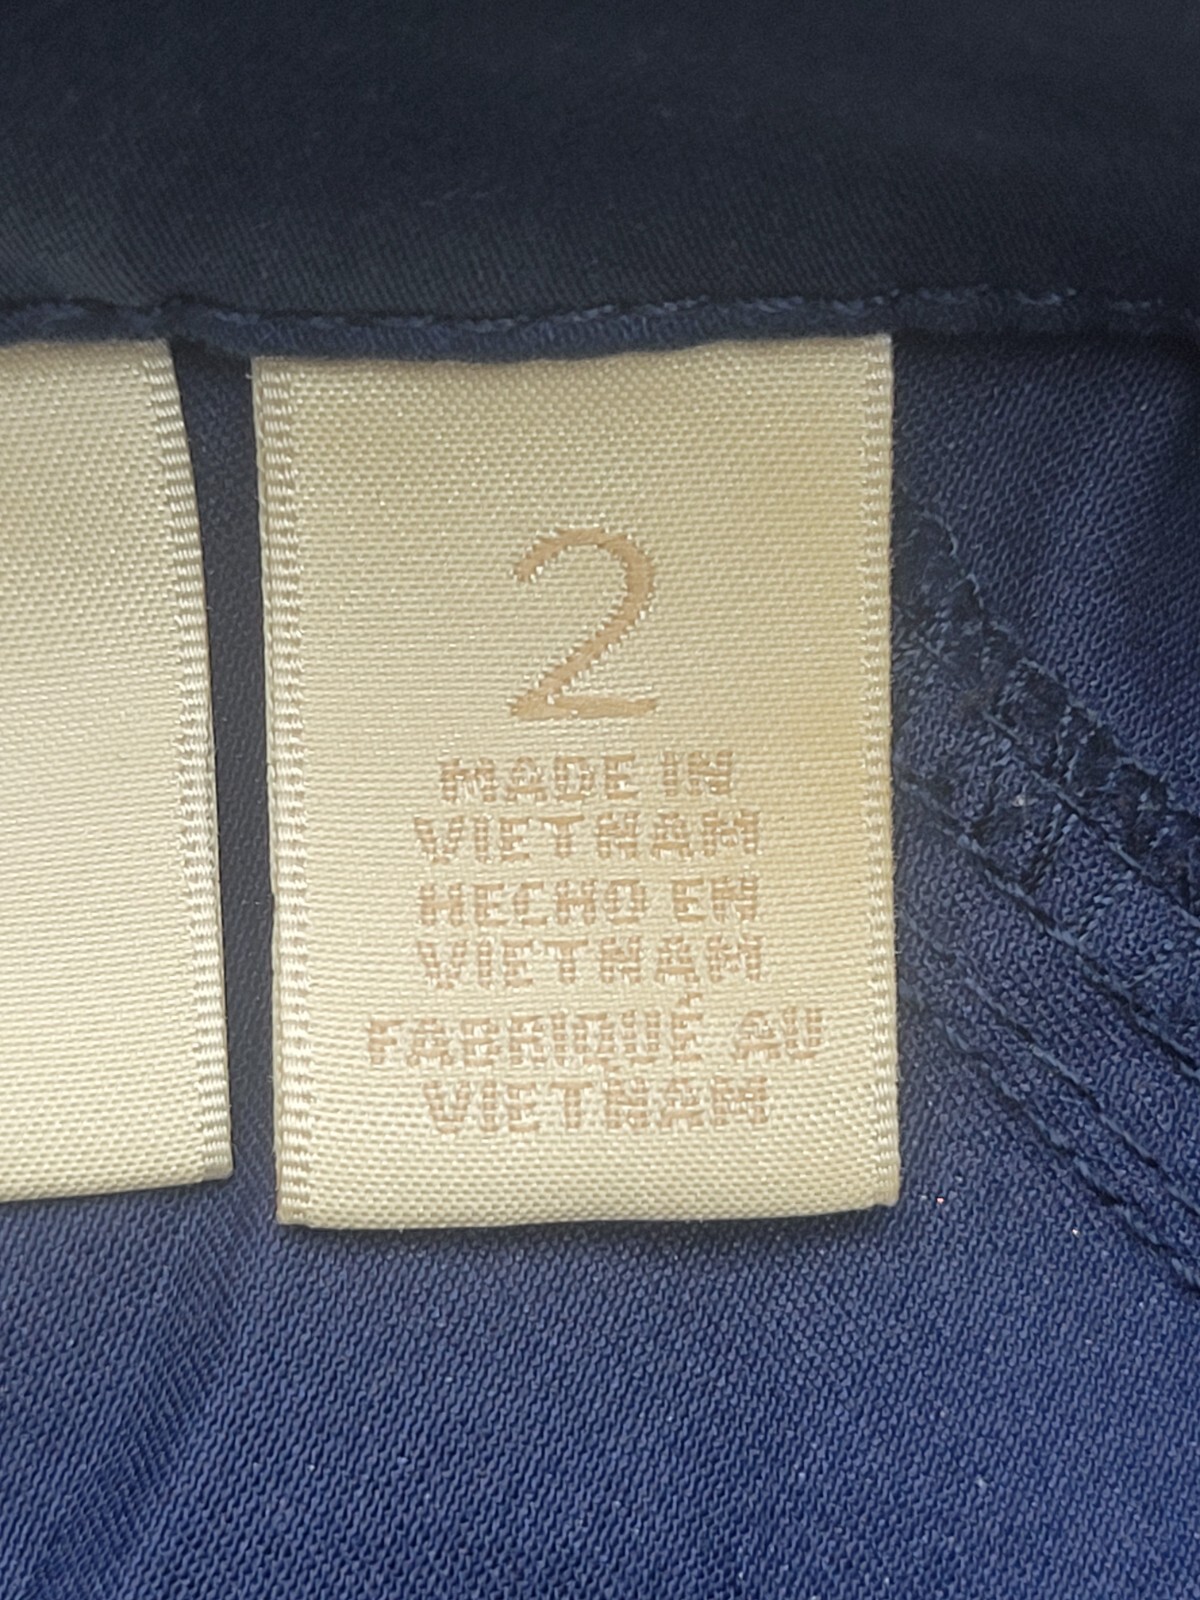 2
MADE IN
VIETNAM
HECHO EN
VIETNAM
FABRIQUÉ AU
VIETNAM